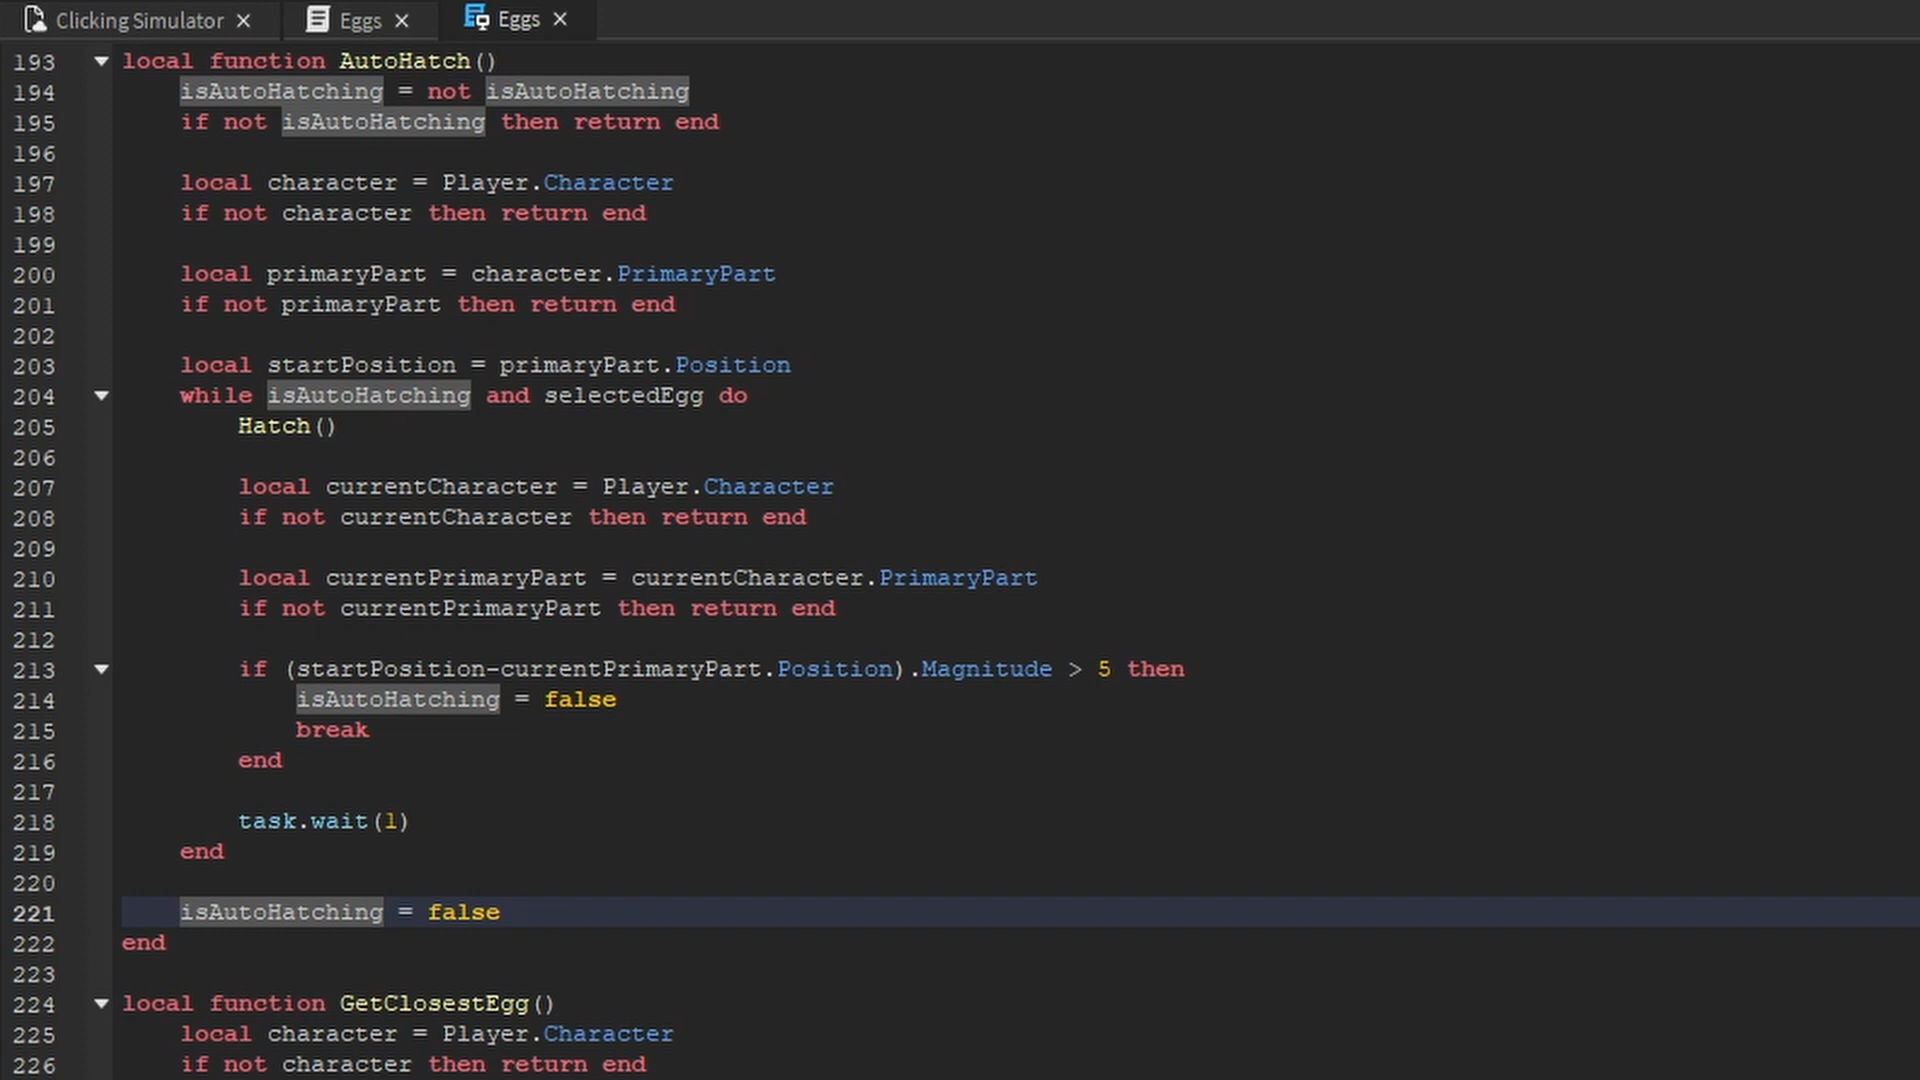 Clicking Simulator × Eggs × Eggs ×
193 local function AutoHatch()
194 isAutoHatching = not isAutoHatching
195 if not isAutoHatching then return end
196
197 local character = Player.Character
198 if not character then return end
199
200 local primaryPart = character.PrimaryPart
201 if not primaryPart then return end
202
203 local startPosition = primaryPart.Position
204 while isAutoHatching and selectedEgg do
205 Hatch()
206
207 local currentCharacter = Player.Character
208 if not currentCharacter then return end
209
210 local currentPrimaryPart = currentCharacter.PrimaryPart
211 if not currentPrimaryPart then return end
212
213 if (startPosition-currentPrimaryPart.Position).Magnitude > 5 then
214 isAutoHatching = false
215 break
216 end
217
218 task.wait(1)
219 end
220
221 isAutoHatching = false
222 end
223
224 local function GetClosestEgg()
225 local character = Player.Character
226 if not character then return end